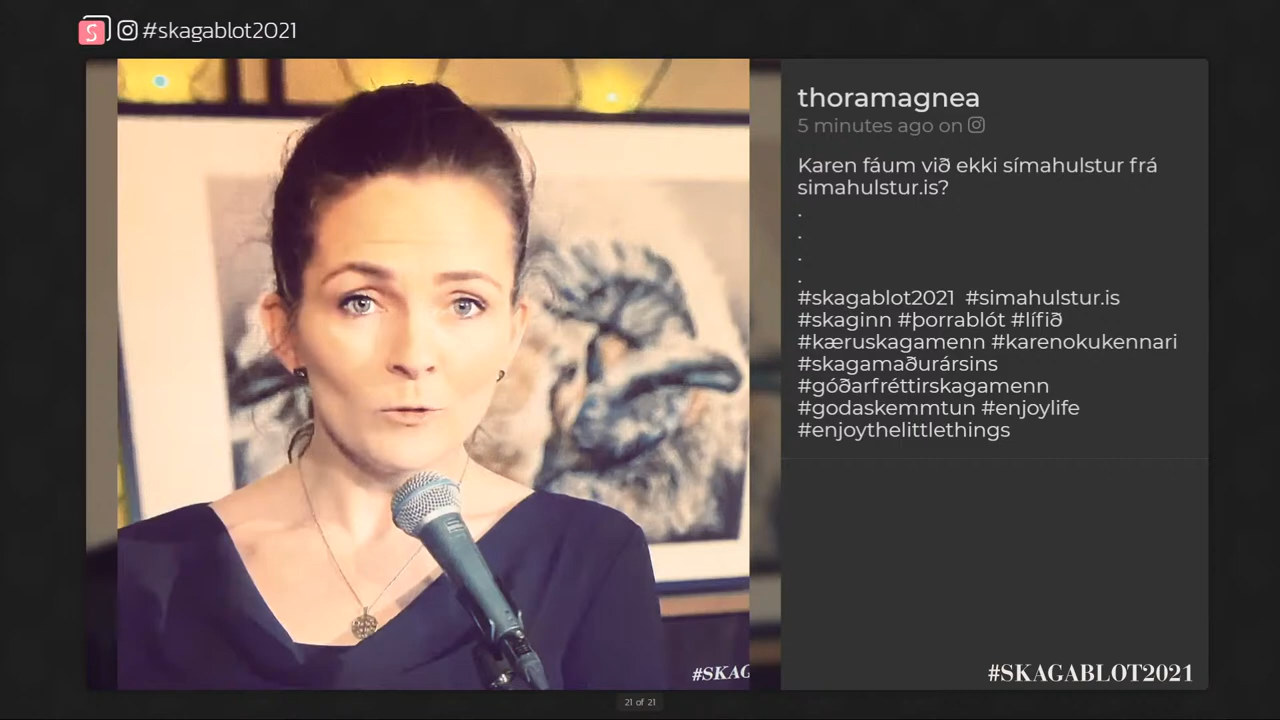 #skagablot2021
thoramagnea
5 minutes ago on
Karen fáum við ekki símahulstur frá
simahulstur.is?
.
.
.
.
#skagablot2021 #simahulstur.is
#skaginn #þorrablót #lífið
#kæruskagamenn #karenokukennari
#skagamaðurársins
#góðarfréttirskagamenn
#godaskemmtun #enjoylife
#enjoythelittlethings
#SKAG
#SKAGABLOT2021
21 of 21